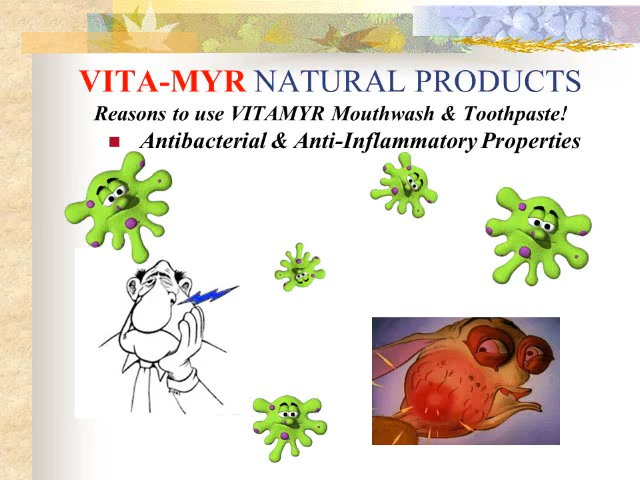 VITA-MYR NATURAL PRODUCTS
Reasons to use VITAMYR Mouthwash & Toothpaste!
Antibacterial & Anti-Inflammatory Properties